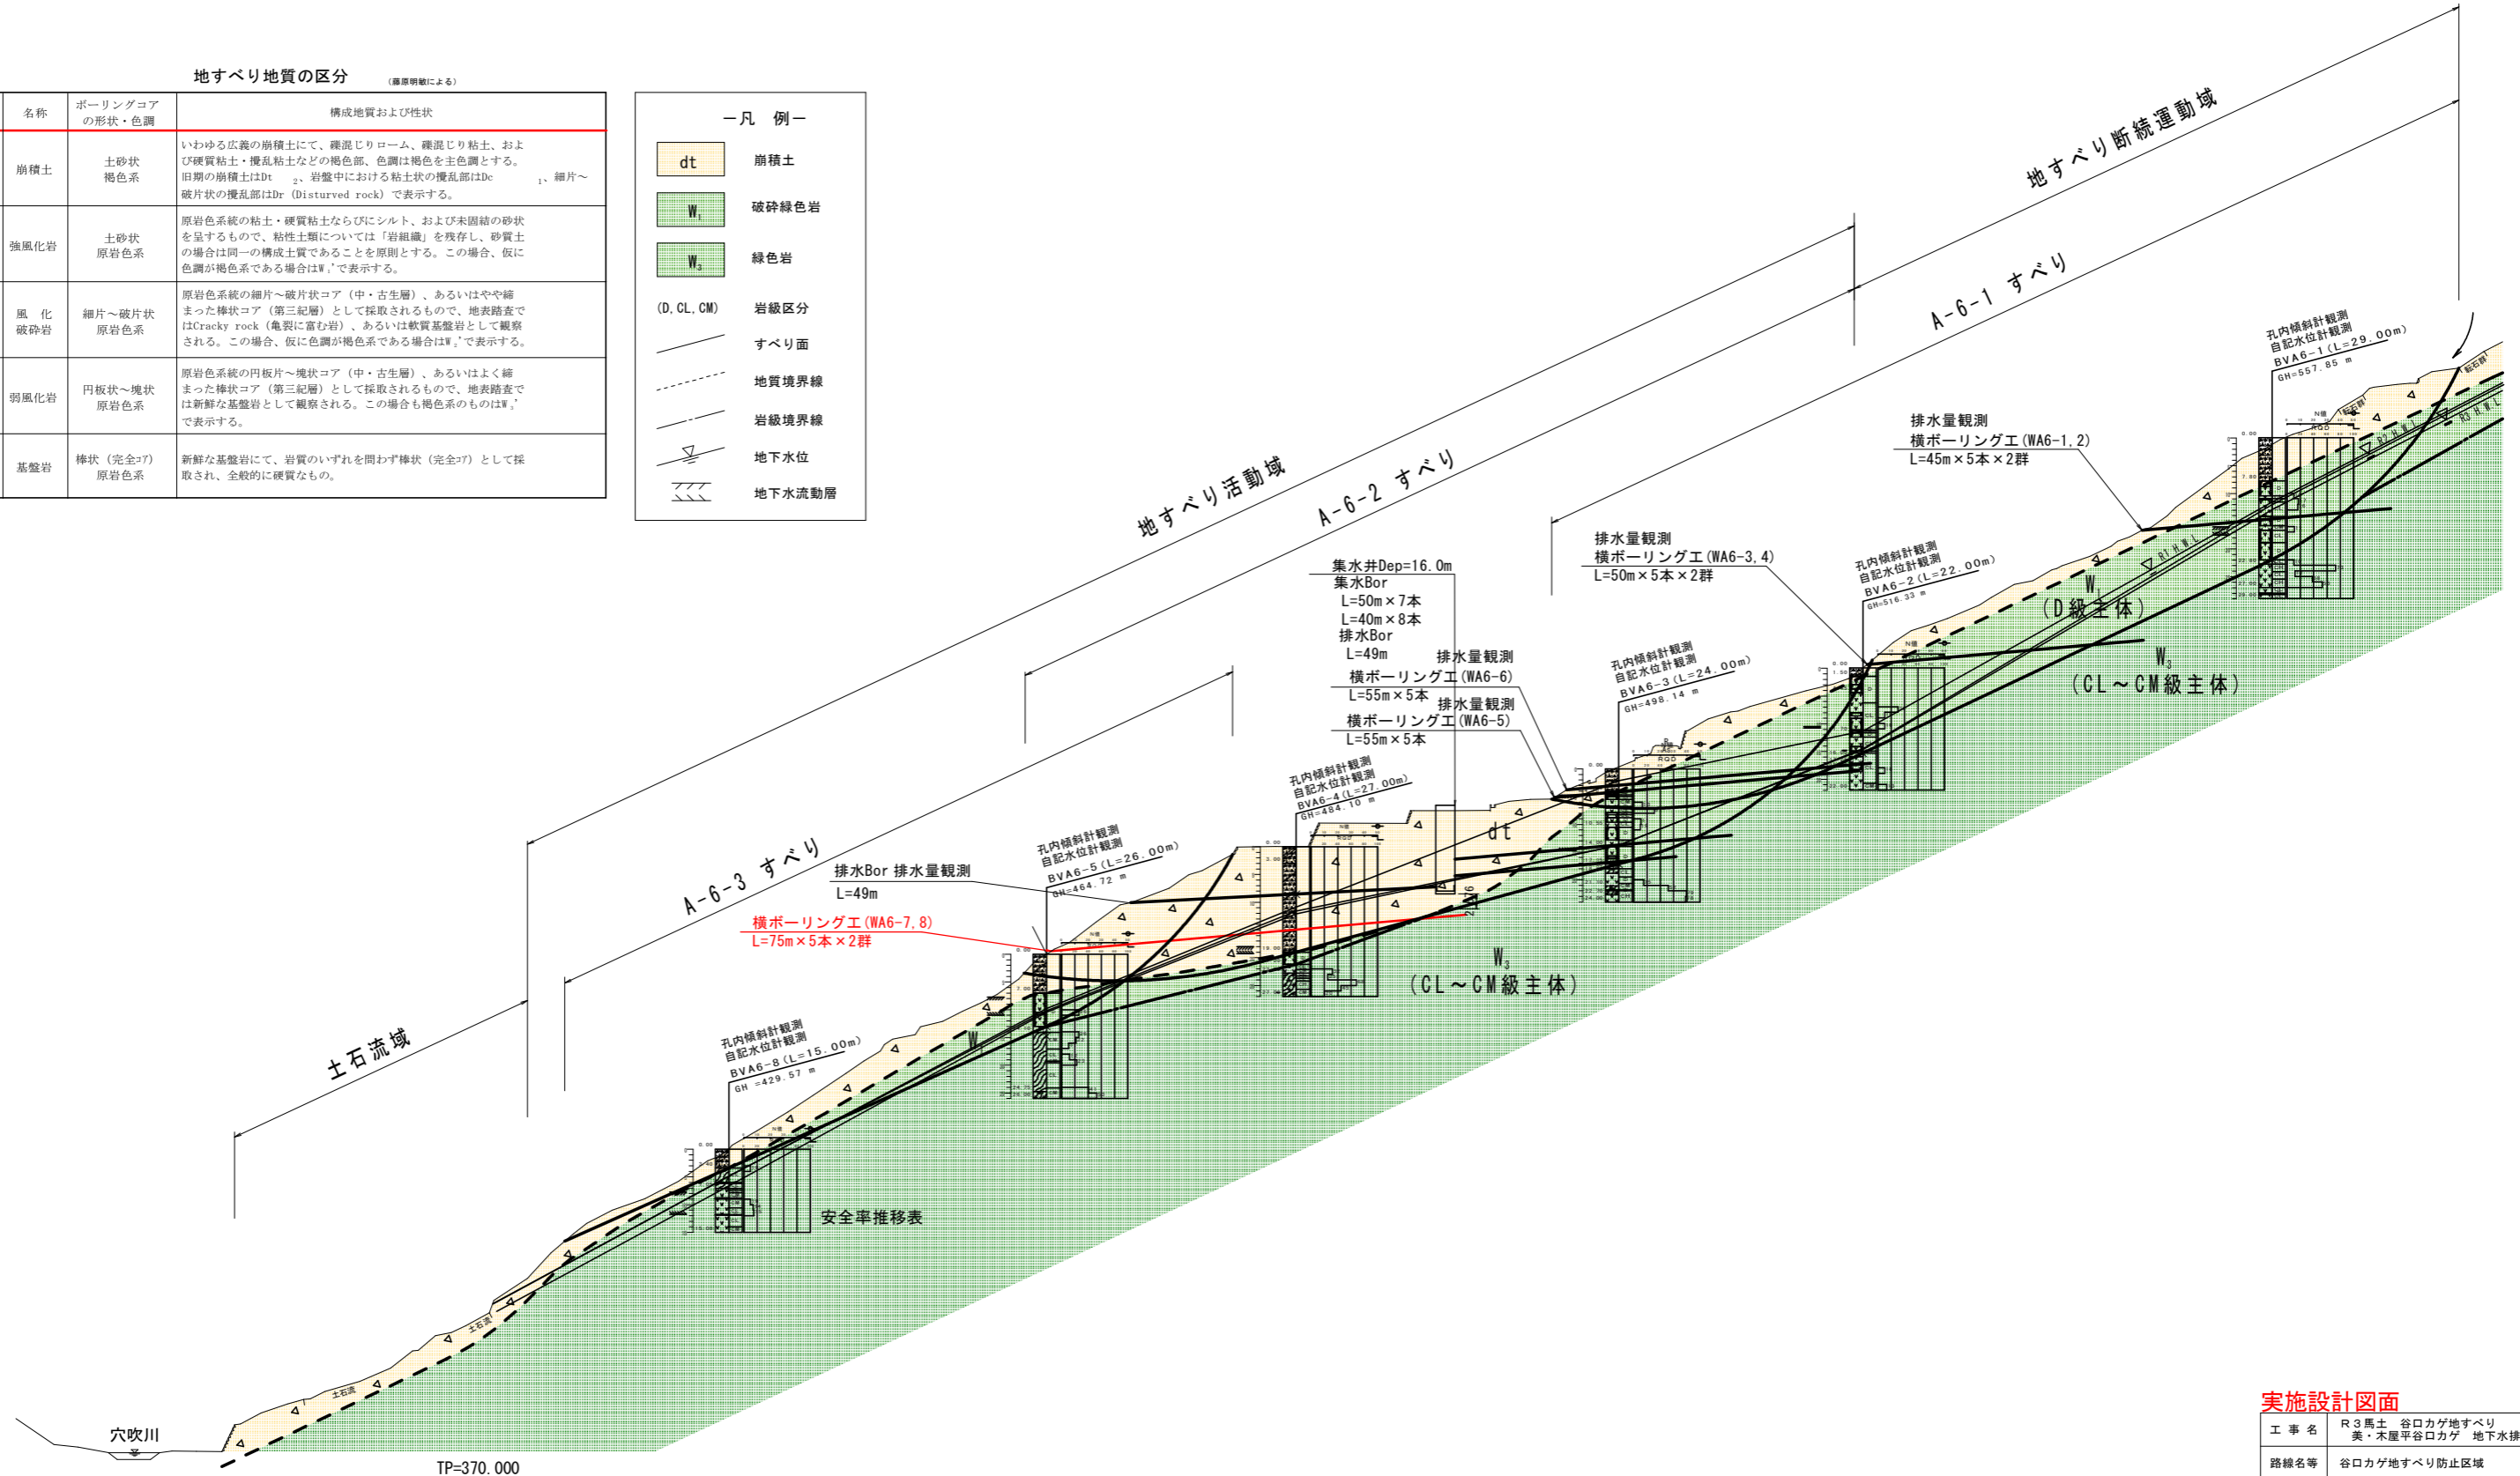 地すべり地質の区分 (藤原明敏による)
名称 ボーリングコアの形状・色調 構成地質および性状
崩積土 土砂状 褐色系
いわゆる広義の崩積土にて、礫混じりローム、礫混じり粘土、およ
び硬質粘土・攪乱粘土などの褐色部、色調は褐色を主色調とする。
旧期の崩積土はDt 2、岩盤中における粘土状の攪乱部はDc 1、細片～
破片状の攪乱部はDr (Disturved rock) で表示する。
強風化岩 土砂状 原岩色系
原岩色系統の粘土・硬質粘土ならびにシルト、および未固結の砂状
を呈するもので、粘性土類については「岩組織」を残存し、砂質土
の場合は同一の構成土質であることを原則とする。この場合、仮に
色調が褐色系である場合はW1'で表示する。
風 化 破砕岩 細片～破片状 原岩色系
原岩色系統の細片～破片状コア（中・古生層）、あるいはやや締
まった棒状コア（第三紀層）として採取されるもので、地表踏査で
はCracky rock（亀裂に富む岩）、あるいは軟質基盤岩として観察
される。この場合、仮に色調が褐色系である場合はW2'で表示する。
弱風化岩 円板状～塊状 原岩色系
原岩色系統の円板片～塊状コア（中・古生層）、あるいはよく締
まった棒状コア（第三紀層）として採取されるもので、地表踏査で
は新鮮な基盤岩として観察される。この場合も褐色系のものはW3'
で表示する。
基盤岩 棒状（完全コア） 原岩色系
新鮮な基盤岩にて、岩質のいずれを問わず棒状（完全コア）として採
取され、全般的に硬質なもの。
－凡 例－
dt 崩積土
W1 破砕緑色岩
W3 緑色岩
(D,CL,CM) 岩級区分
すべり面
地質境界線
岩級境界線
地下水位
地下水流動層
地すべり断続運動域
A-6-1 すべり
地すべり活動域
A-6-2 すべり
A-6-3 すべり
土石流域
孔内傾斜計観測
自記水位計観測
BVA6-1(L=29.00m)
GH=557.85 m
排水量観測
横ボーリング工(WA6-1,2)
L=45m×5本×2群
孔内傾斜計観測
自記水位計観測
BVA6-2(L=22.00m)
GH=516.33 m
排水量観測
横ボーリング工(WA6-3,4)
L=50m×5本×2群
孔内傾斜計観測
自記水位計観測
BVA6-3(L=24.00m)
GH=498.14 m
集水井Dep=16.0m
集水Bor
L=50m×7本
L=40m×8本
排水Bor
L=49m
排水量観測
横ボーリング工(WA6-6)
L=55m×5本
排水量観測
横ボーリング工(WA6-5)
L=55m×5本
孔内傾斜計観測
自記水位計観測
BVA6-4(L=27.00m)
GH=484.10 m
孔内傾斜計観測
自記水位計観測
BVA6-5(L=26.00m)
GH=464.72 m
排水Bor 排水量観測
L=49m
横ボーリング工(WA6-7,8)
L=75m×5本×2群
孔内傾斜計観測
自記水位計観測
BVA6-8(L=15.00m)
GH =429.57 m
安全率推移表
R1 H.W.L
R2 H.W.L
R3 H.W.L
転石群
転石群
W1
(D級主体)
W3
(CL～CM級主体)
dt
W3
(CL～CM級主体)
W
土石流
土石流
穴吹川
TP=370.000
実施設計図面
工 事 名 R3馬土 谷口カゲ地すべり
美・木屋平谷口カゲ 地下水排
路線名等 谷口カゲ地すべり防止区域